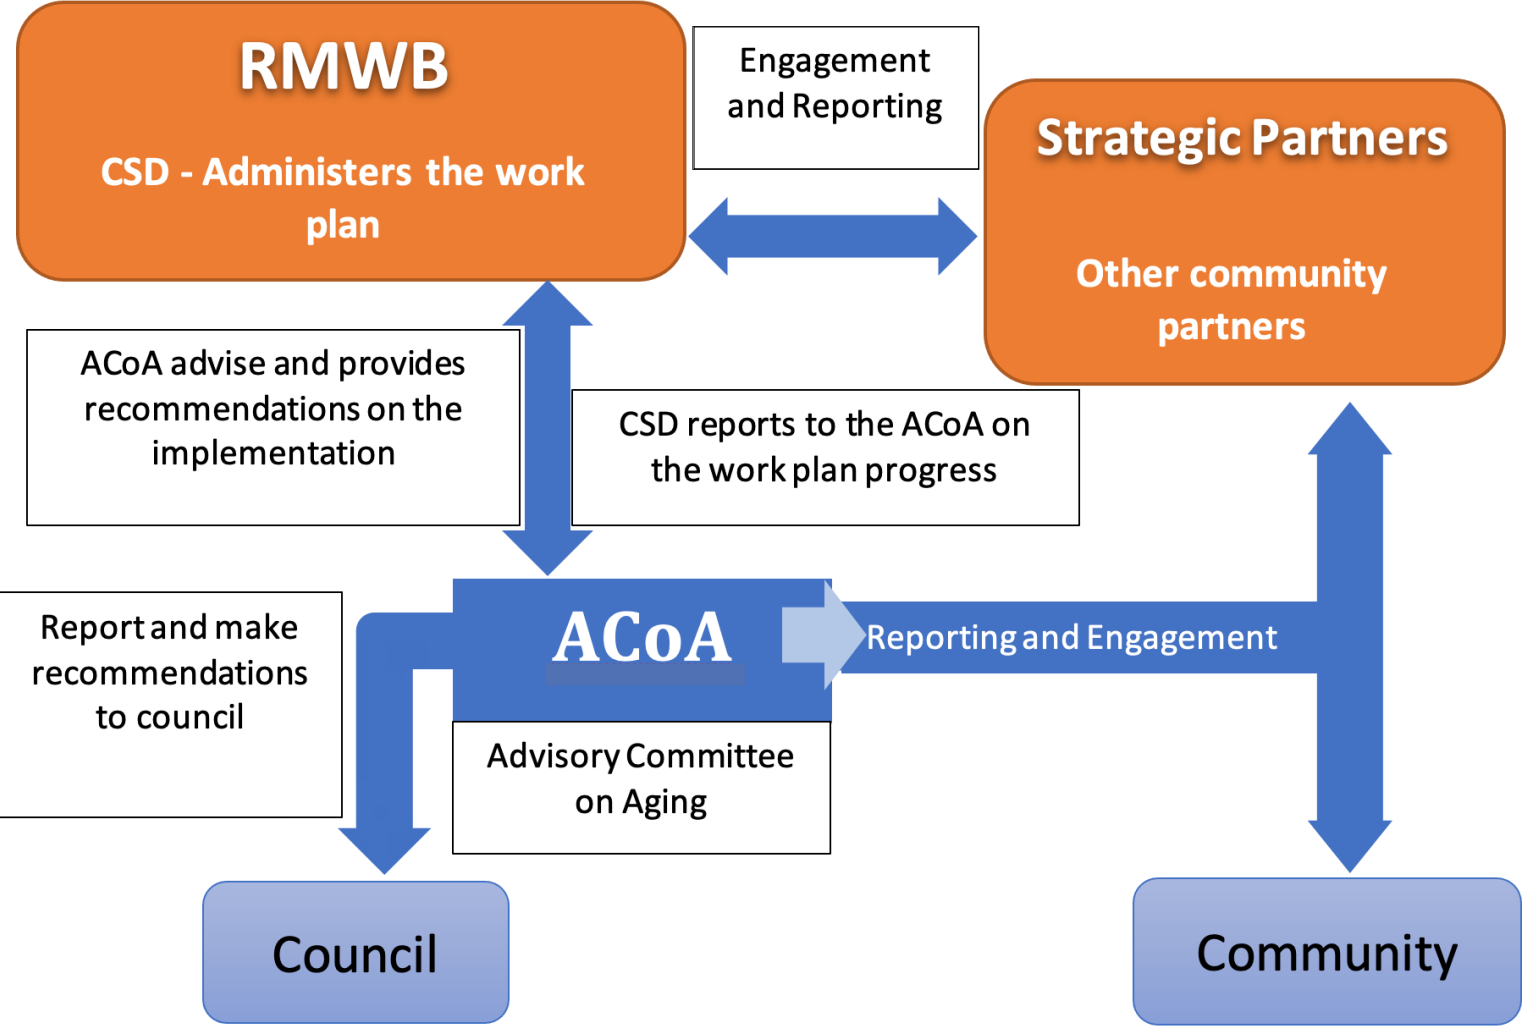 RMWB
CSD - Administers the work
plan
Engagement
and Reporting
Strategic Partners
Other community
partners
ACoA advise and provides
recommendations on the
implementation
CSD reports to the ACoA on
the work plan progress
Report and make
recommendations
to council
ACoA
Reporting and Engagement
Advisory Committee
on Aging
Council
Community